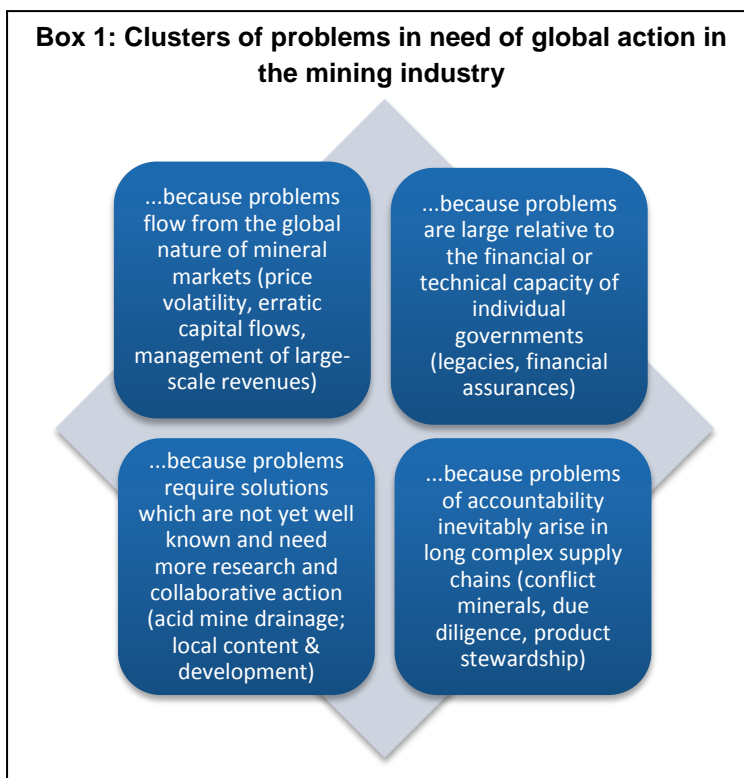 Box 1: Clusters of problems in need of global action in
the mining industry
...because problems
flow from the global
nature of mineral
markets (price
volatility, erratic
capital flows,
management of large-
scale revenues)
...because problems
are large relative to
the financial or
technical capacity of
individual
governments
(legacies, financial
assurances)
...because problems
require solutions
which are not yet well
known and need
more research and
collaborative action
(acid mine drainage;
local content &
development)
...because problems
of accountability
inevitably arise in
long complex supply
chains (conflict
minerals, due
diligence, product
stewardship)